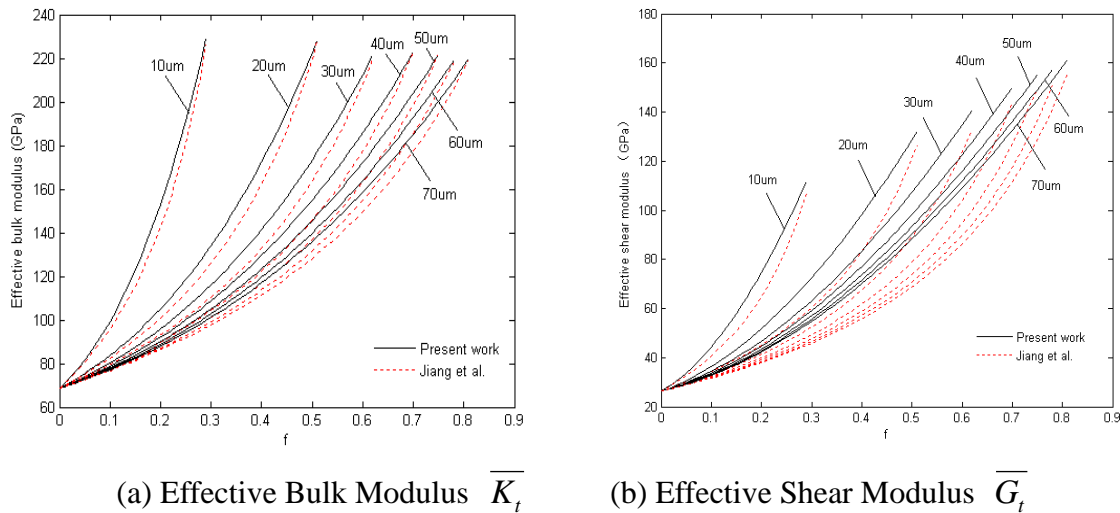 240
220
200
180
160
140
120
100
80
60
Effective bulk modulus (GPa)
10um
20um
30um
40um
50um
60um
70um
Present work
Jiang et al.
0 0.1 0.2 0.3 0.4 0.5 0.6 0.7 0.8 0.9
f
180
160
140
120
100
80
60
40
20
Effective shear modulus （GPa）
10um
20um
30um
40um
50um
60um
70um
Present work
Jiang et al.
0 0.1 0.2 0.3 0.4 0.5 0.6 0.7 0.8 0.9
f
(a) Effective Bulk Modulus K̅t
(b) Effective Shear Modulus G̅t